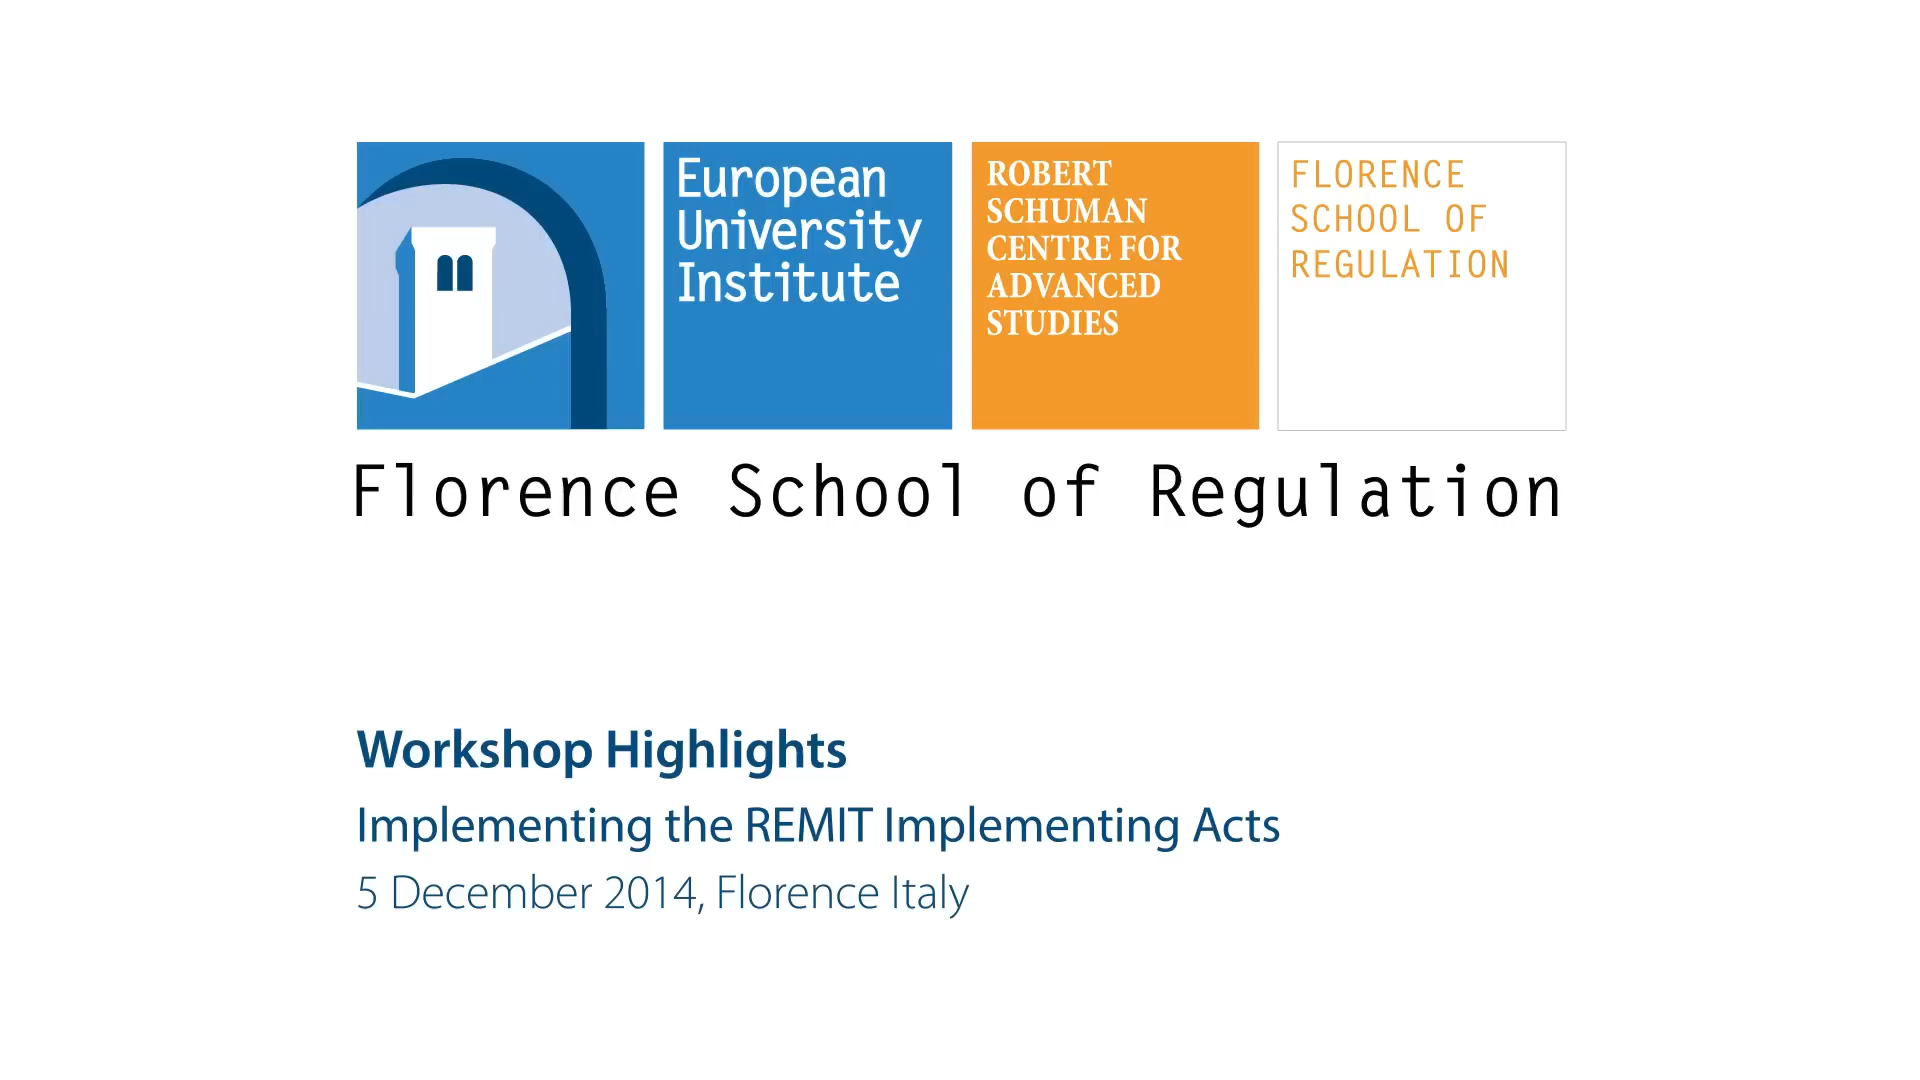 European
University
Institute
ROBERT
SCHUMAN
CENTRE FOR
ADVANCED
STUDIES
FLORENCE
SCHOOL OF
REGULATION
Florence School of Regulation
Workshop Highlights
Implementing the REMIT Implementing Acts
5 December 2014, Florence Italy